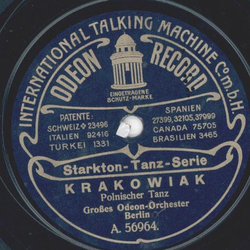 INTERNATIONAL TALKING MACHINE Co. m.b.H.
ODEON RECORD
EINGETRAGENE
SCHUTZ-MARKE
PATENTE:
SCHWEIZ 23496
ITALIEN 92416
TÜRKEI 1331
SPANIEN
27399, 32105, 37999
CANADA 75705
BRASILIEN 3465
Starkton-Tanz-Serie
KRAKOWIAK
Polnischer Tanz
Großes Odeon-Orchester
Berlin
A. 56964.